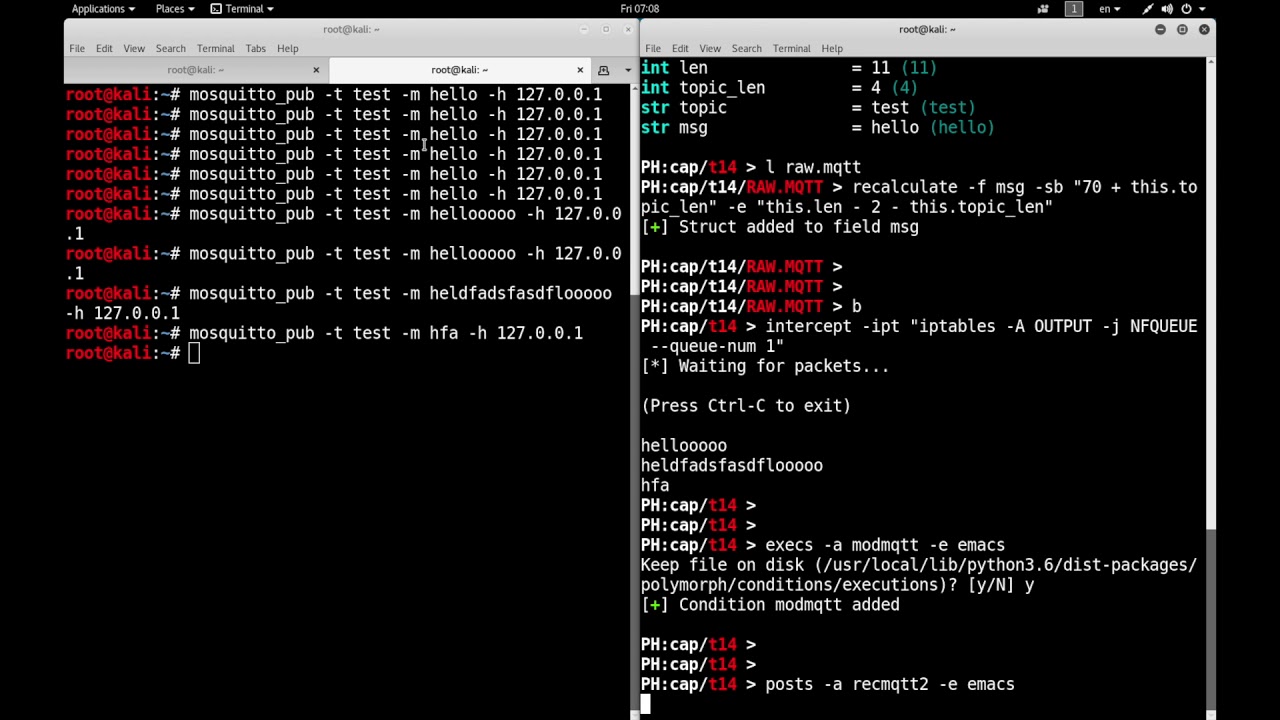 Applications Places Terminal Fri 07:08 1 en
root@kali: ~
File Edit View Search Terminal Tabs Help
root@kali: ~ × root@kali: ~ ×
root@kali:~# mosquitto_pub -t test -m hello -h 127.0.0.1
root@kali:~# mosquitto_pub -t test -m hello -h 127.0.0.1
root@kali:~# mosquitto_pub -t test -m hello -h 127.0.0.1
root@kali:~# mosquitto_pub -t test -m hello -h 127.0.0.1
root@kali:~# mosquitto_pub -t test -m hello -h 127.0.0.1
root@kali:~# mosquitto_pub -t test -m hello -h 127.0.0.1
root@kali:~# mosquitto_pub -t test -m hellooooo -h 127.0.0
.1
root@kali:~# mosquitto_pub -t test -m hellooooo -h 127.0.0
.1
root@kali:~# mosquitto_pub -t test -m heldfadsfasdflooooo
-h 127.0.0.1
root@kali:~# mosquitto_pub -t test -m hfa -h 127.0.0.1
root@kali:~#
root@kali: ~
File Edit View Search Terminal Help
int len = 11 (11)
int topic_len = 4 (4)
str topic = test (test)
str msg = hello (hello)
PH:cap/t14 > l raw.mqtt
PH:cap/t14/RAW.MQTT > recalculate -f msg -sb "70 + this.to
pic_len" -e "this.len - 2 - this.topic_len"
[+] Struct added to field msg
PH:cap/t14/RAW.MQTT >
PH:cap/t14/RAW.MQTT >
PH:cap/t14/RAW.MQTT > b
PH:cap/t14 > intercept -ipt "iptables -A OUTPUT -j NFQUEUE
--queue-num 1"
[*] Waiting for packets...
(Press Ctrl-C to exit)
hellooooo
heldfadsfasdflooooo
hfa
PH:cap/t14 >
PH:cap/t14 >
PH:cap/t14 > execs -a modmqtt -e emacs
Keep file on disk (/usr/local/lib/python3.6/dist-packages/
polymorph/conditions/executions)? [y/N] y
[+] Condition modmqtt added
PH:cap/t14 >
PH:cap/t14 >
PH:cap/t14 > posts -a recmqtt2 -e emacs